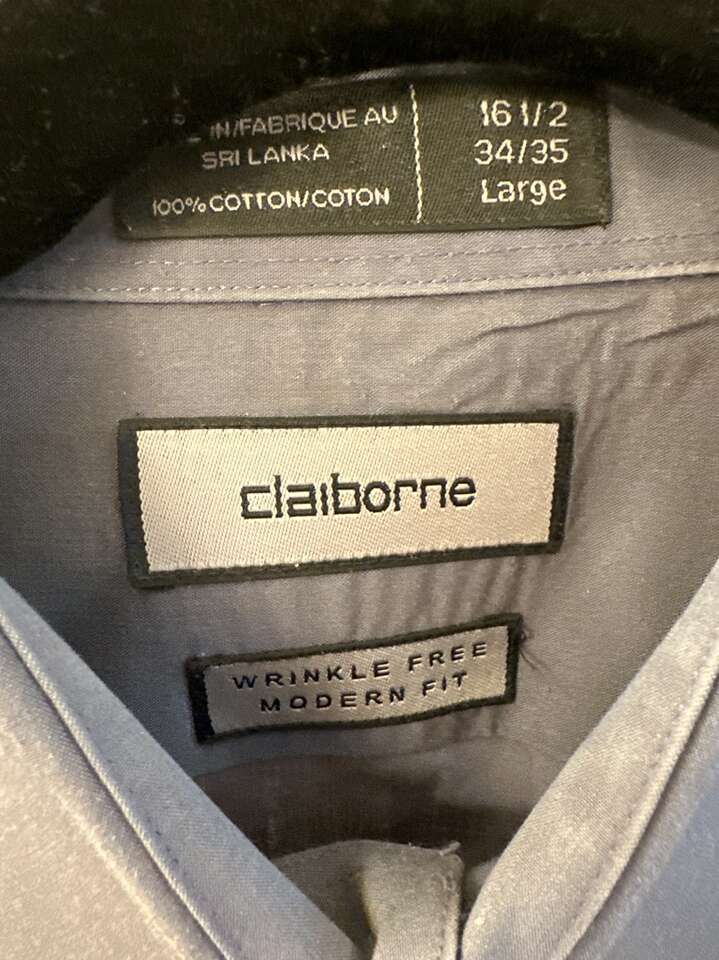 IN/FABRIQUE AU
SRI LANKA
100% COTTON/COTON
16 1/2
34/35
Large
claiborne
WRINKLE FREE
MODERN FIT